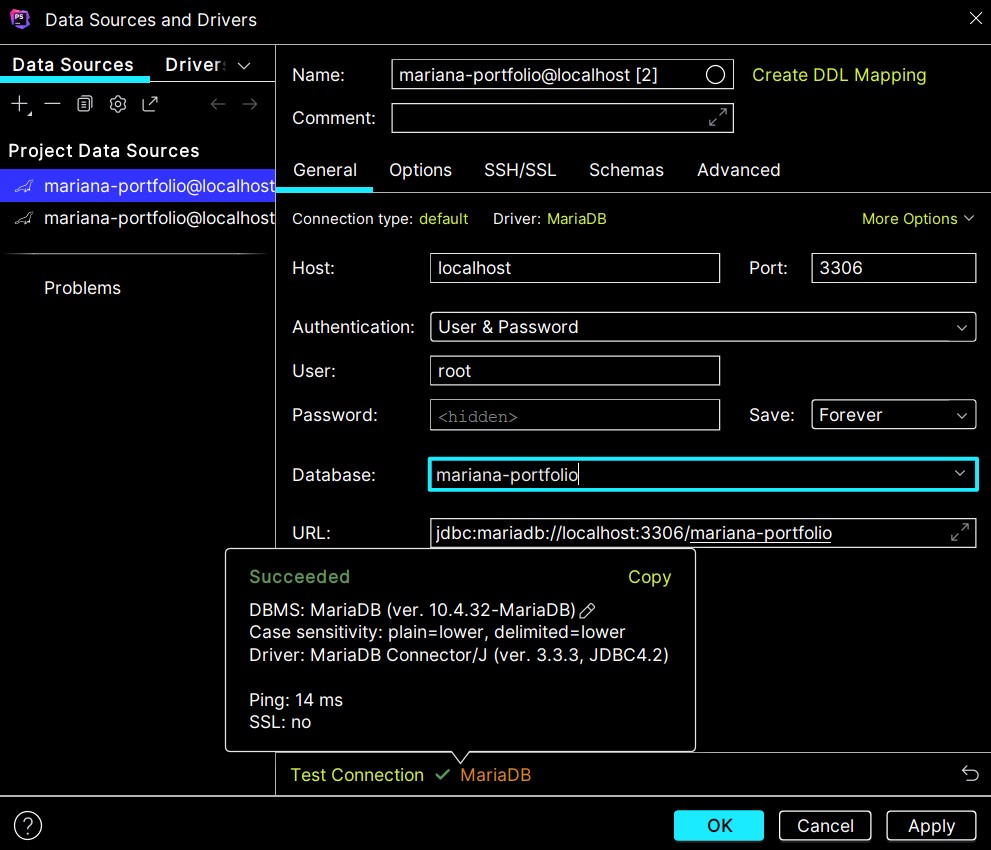 PS
Data Sources and Drivers
Data Sources
Driver
Project Data Sources
mariana-portfolio@localhost
mariana-portfolio@localhost
Problems
Name:
mariana-portfolio@localhost [2]
Create DDL Mapping
Comment:
General
Options
SSH/SSL
Schemas
Advanced
Connection type: default
Driver: MariaDB
More Options
Host:
localhost
Port:
3306
Authentication:
User & Password
User:
root
Password:
<hidden>
Save:
Forever
Database:
mariana-portfolio
URL:
jdbc:mariadb://localhost:3306/mariana-portfolio
Succeeded
Copy
DBMS: MariaDB (ver. 10.4.32-MariaDB)
Case sensitivity: plain=lower, delimited=lower
Driver: MariaDB Connector/J (ver. 3.3.3, JDBC4.2)
Ping: 14 ms
SSL: no
Test Connection
MariaDB
?
OK
Cancel
Apply